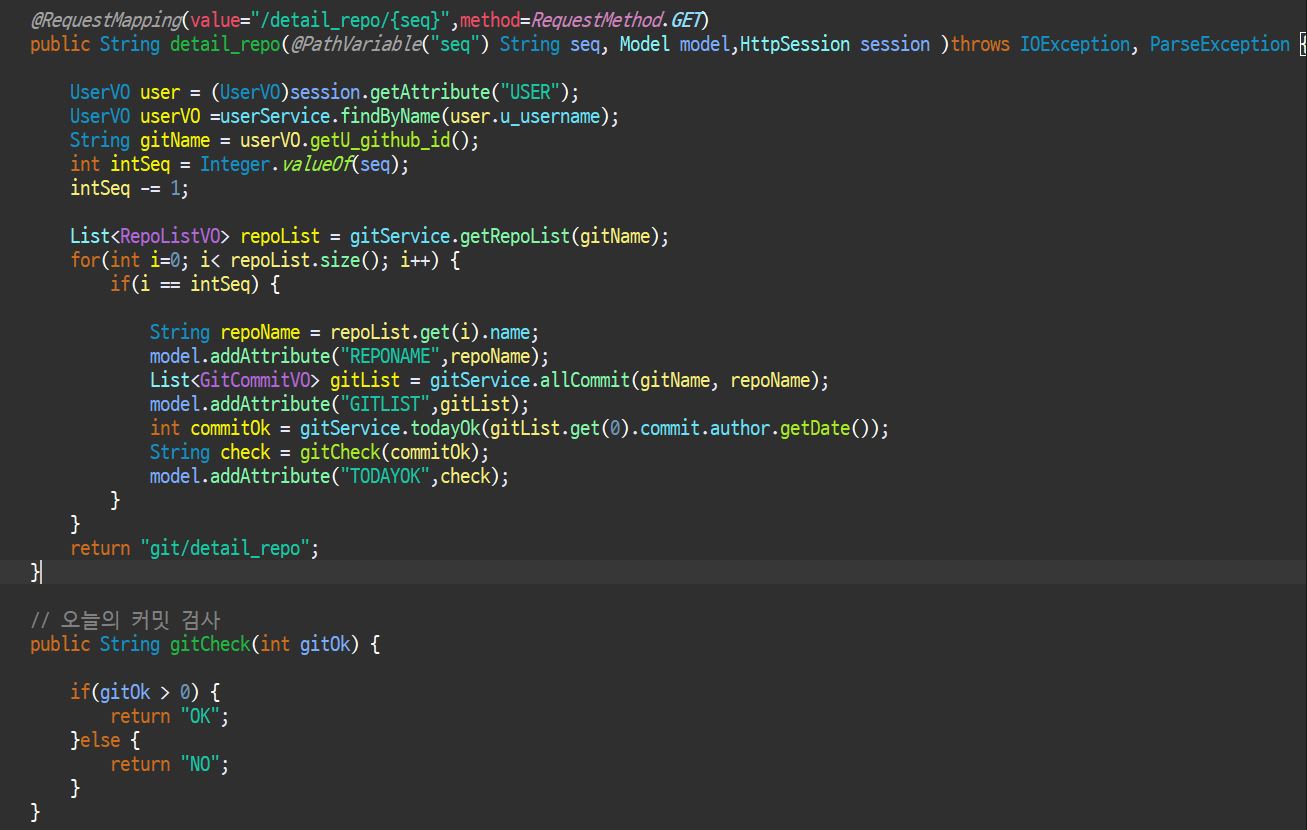 @RequestMapping(value="/detail_repo/{seq}",method=RequestMethod.GET)
public String detail_repo(@PathVariable("seq") String seq, Model model,HttpSession session )throws IOException, ParseException {
UserVO user = (UserVO)session.getAttribute("USER");
UserVO userVO =userService.findByName(user.u_username);
String gitName = userVO.getU_github_id();
int intSeq = Integer.valueOf(seq);
intSeq -= 1;
List<RepoListVO> repoList = gitService.getRepoList(gitName);
for(int i=0; i< repoList.size(); i++) {
if(i == intSeq) {
String repoName = repoList.get(i).name;
model.addAttribute("REPONAME",repoName);
List<GitCommitVO> gitList = gitService.allCommit(gitName, repoName);
model.addAttribute("GITLIST",gitList);
int commitOk = gitService.todayOk(gitList.get(0).commit.author.getDate());
String check = gitCheck(commitOk);
model.addAttribute("TODAYOK",check);
}
}
return "git/detail_repo";
}
// 오늘의 커밋 검사
public String gitCheck(int gitOk) {
if(gitOk > 0) {
return "OK";
}else {
return "NO";
}
}